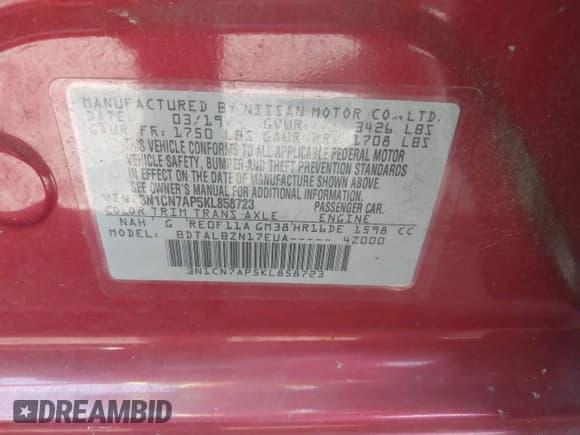 MANUFACTURED BY NISSAN MOTOR CO.,LTD.
DATE: 03/19 GVWR: 3426 LBS
GAWR FR: 1750 LBS GAWR RR: 1708 LBS
THIS VEHICLE CONFORMS TO ALL APPLICABLE FEDERAL MOTOR
VEHICLE SAFETY, BUMPER AND THEFT PREVENTION STANDARDS
IN EFFECT ON THE DATE OF MANUFACTURE SHOWN ABOVE.
SEE OWNER'S MANUAL FOR ADDITIONAL INFORMATION.
VIN: 3N1CN7AP5KL858723 PASSENGER CAR
COLOR TRIM TRANS AXLE ENGINE
NAH G RE0F11A GM38 HR16DE 1598 CC
MODEL: BDTALBZN17EUA----- 4Z000
3N1CN7AP5KL858723
DREAMBID